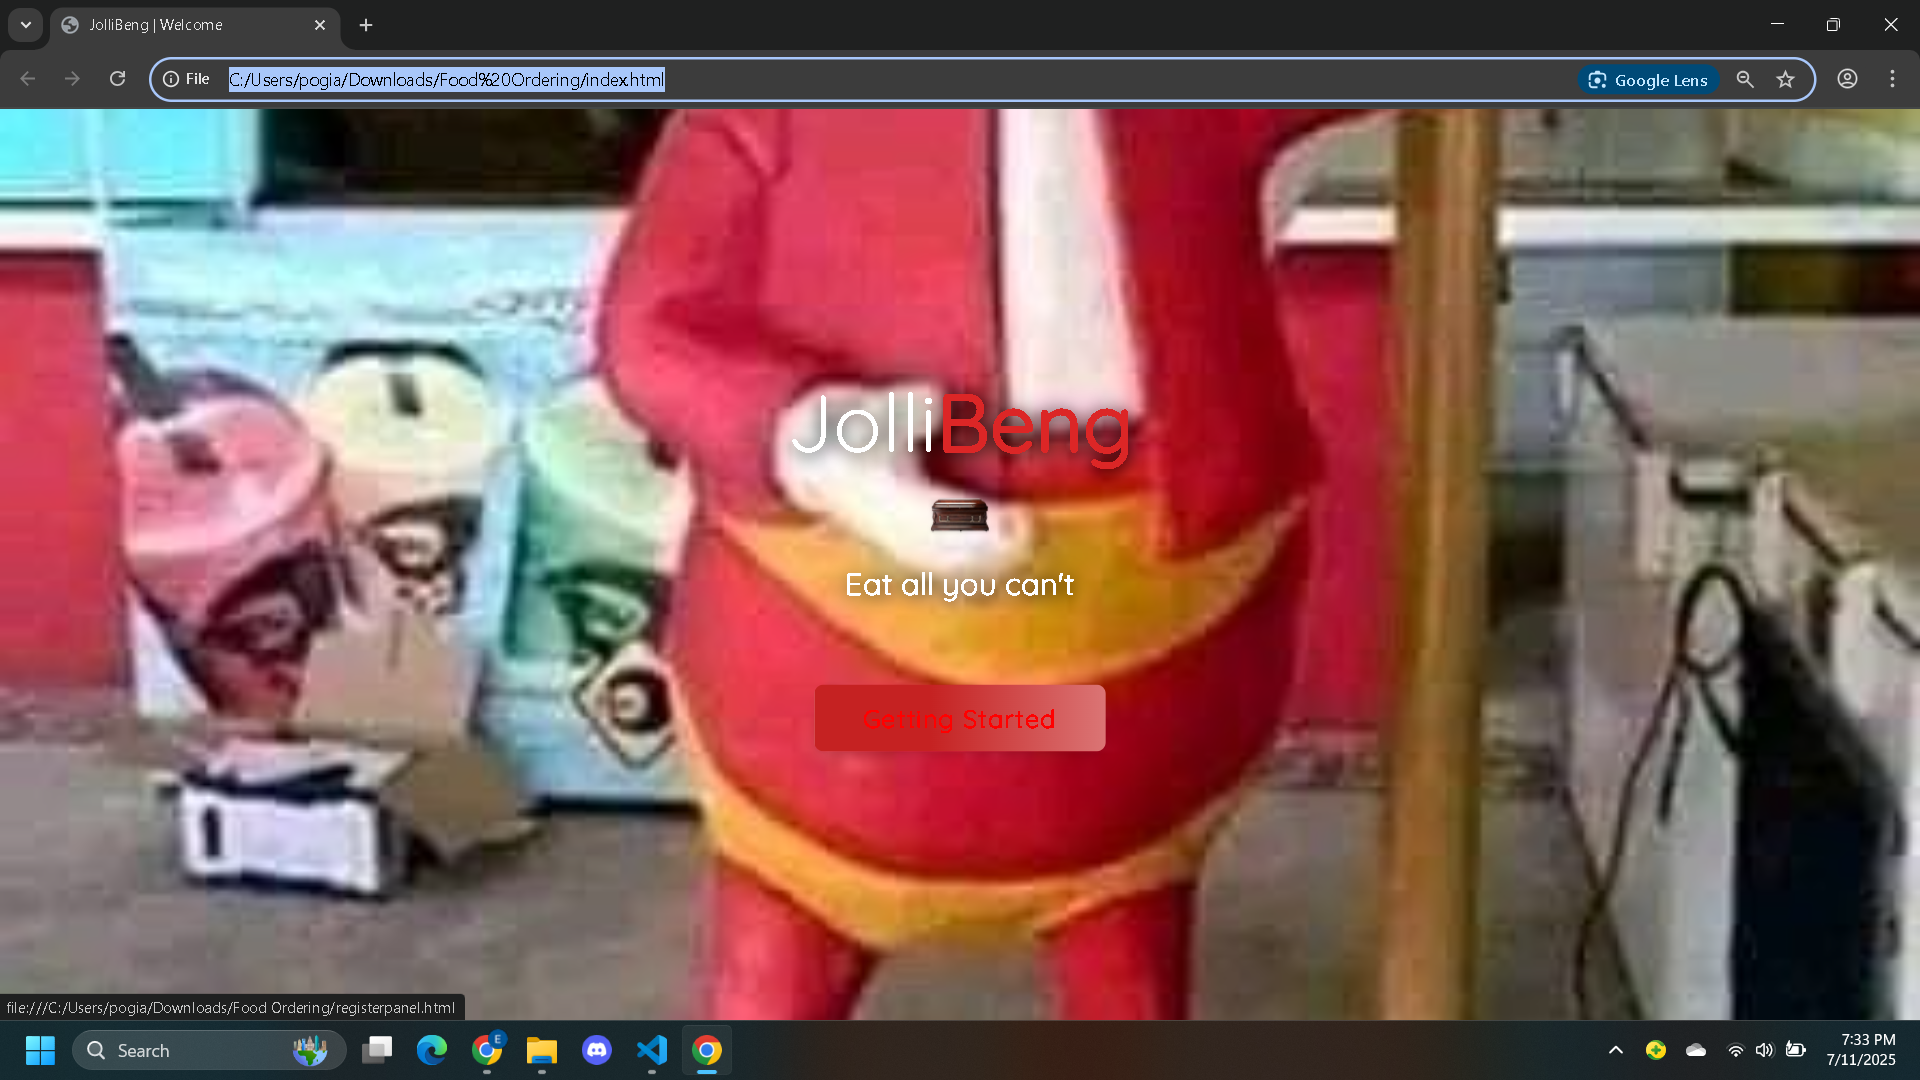 JolliBeng | Welcome
File
C:/Users/pogia/Downloads/Food%20Ordering/index.html
Google Lens
JolliBeng
Eat all you can't
Getting Started
file:///C:/Users/pogia/Downloads/Food Ordering/registerpanel.html
Search
E
7:33 PM
7/11/2025